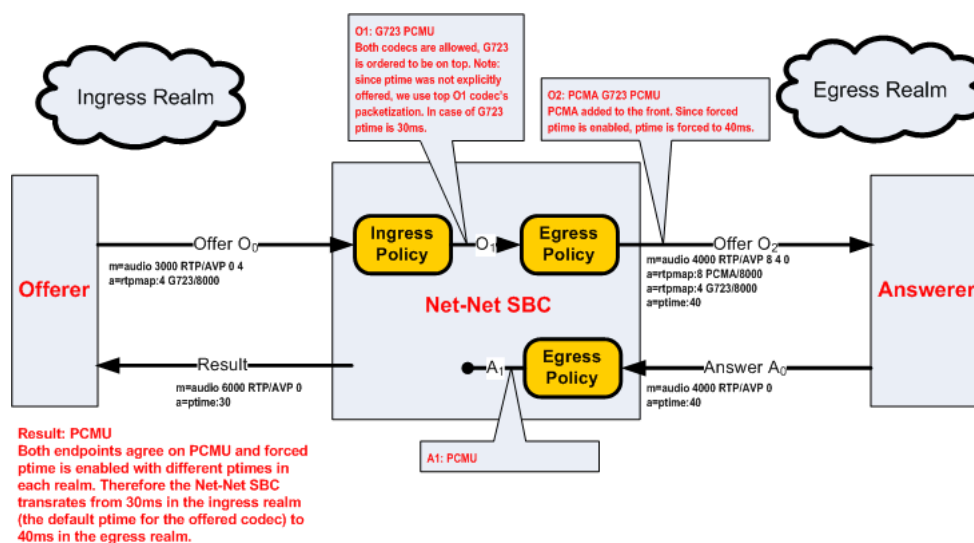 O1: G723 PCMU
Both codecs are allowed, G723
is ordered to be on top. Note:
since ptime was not explicitly
offered, we use top O1 codec's
packetization. In case of G723
ptime is 30ms.
Ingress Realm
O2: PCMA G723 PCMU
PCMA added to the front. Since forced
ptime is enabled, ptime is forced to 40ms.
Egress Realm
Offerer
Offer O0
m=audio 3000 RTP/AVP 0 4
a=rtpmap:4 G723/8000
Ingress
Policy
O1
Egress
Policy
Offer O2
m=audio 4000 RTP/AVP 8 4 0
a=rtpmap:8 PCMA/8000
a=rtpmap:4 G723/8000
a=ptime:40
Answerer
Net-Net SBC
Result
m=audio 6000 RTP/AVP 0
a=ptime:30
A1
Egress
Policy
Answer A0
m=audio 4000 RTP/AVP 0
a=ptime:40
A1: PCMU
Result: PCMU
Both endpoints agree on PCMU and forced
ptime is enabled with different ptimes in
each realm. Therefore the Net-Net SBC
transrates from 30ms in the ingress realm
(the default ptime for the offered codec) to
40ms in the egress realm.